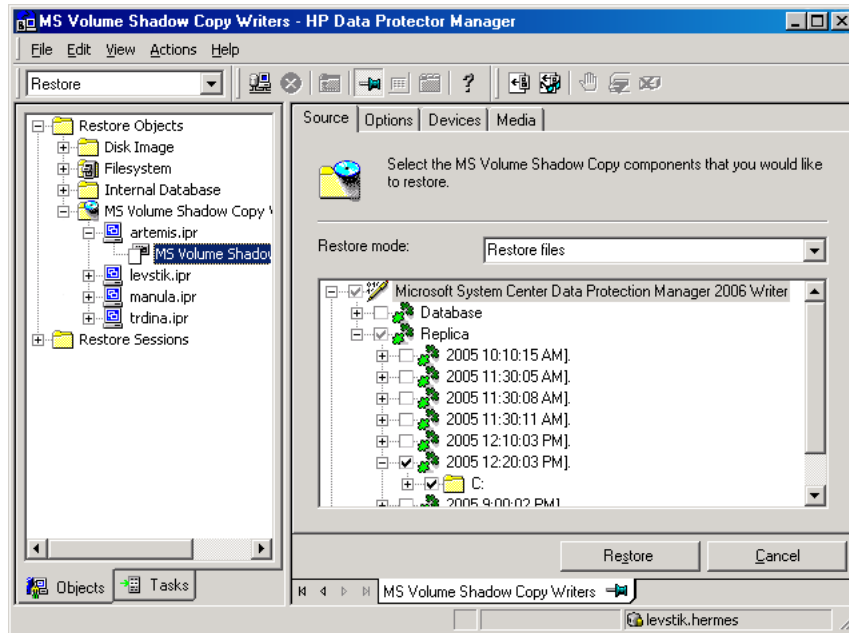 MS Volume Shadow Copy Writers - HP Data Protector Manager
File Edit View Actions Help
Restore
Restore Objects
Disk Image
Filesystem
Internal Database
MS Volume Shadow Copy
artemis.ipr
MS Volume Shadow
levstik.ipr
manula.ipr
trdina.ipr
Restore Sessions
Objects Tasks
Source Options Devices Media
Select the MS Volume Shadow Copy components that you would like
to restore.
Restore mode: Restore files
Microsoft System Center Data Protection Manager 2006 Writer
Database
Replica
2005 10:10:15 AM].
2005 11:30:05 AM].
2005 11:30:08 AM].
2005 11:30:11 AM].
2005 12:10:03 PM].
2005 12:20:03 PM].
C:
2005 9:00:02 PM]
Restore Cancel
MS Volume Shadow Copy Writers
levstik.hermes